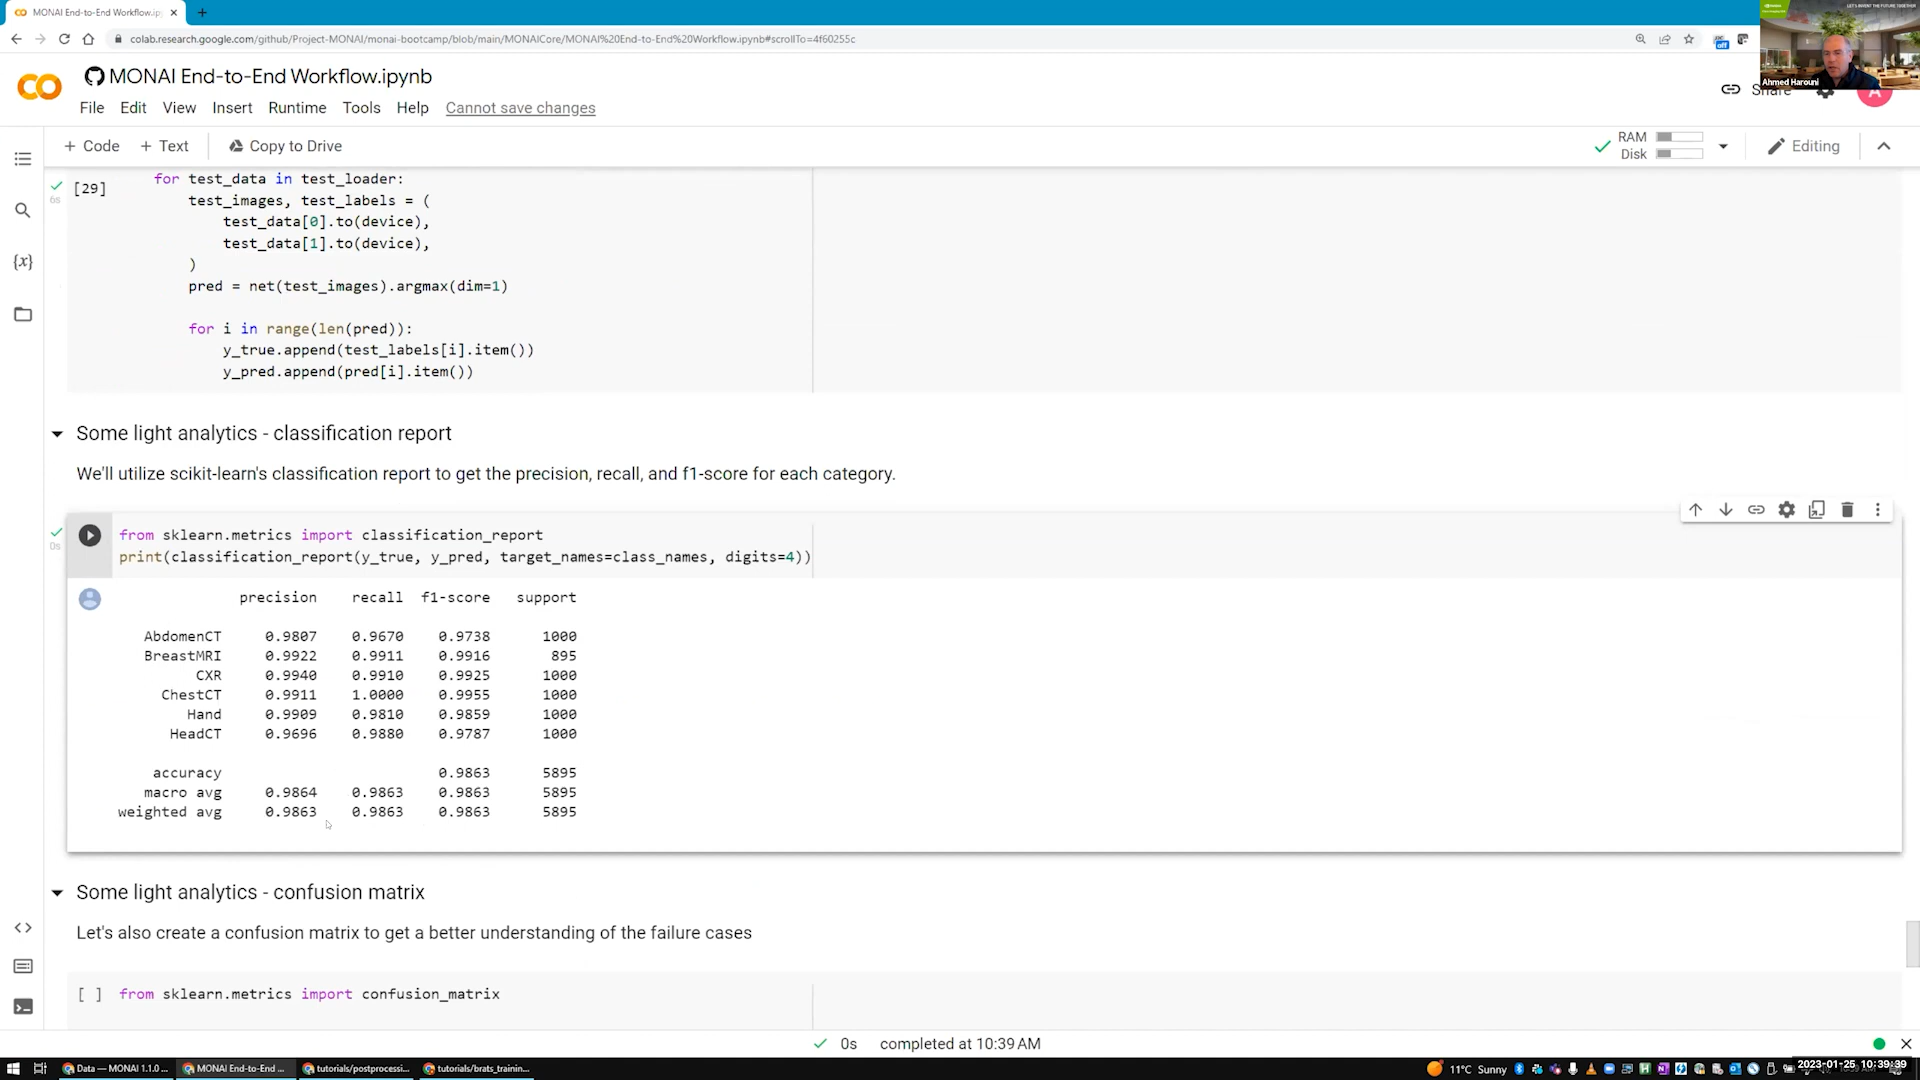 MONAI End-to-End Workflow.ipy
colab.research.google.com/github/Project-MONAI/monai-bootcamp/blob/main/MONAICore/MONAI%20End-to-End%20Workflow.ipynb#scrollTo=4f60255c
Ahmed Harouni
MONAI End-to-End Workflow.ipynb
Share
A
File Edit View Insert Runtime Tools Help Cannot save changes
+ Code + Text Copy to Drive
RAM
Disk
Editing
[29] for test_data in test_loader:
6s
test_images, test_labels = (
test_data[0].to(device),
test_data[1].to(device),
)
pred = net(test_images).argmax(dim=1)
for i in range(len(pred)):
y_true.append(test_labels[i].item())
y_pred.append(pred[i].item())
Some light analytics - classification report
We'll utilize scikit-learn's classification report to get the precision, recall, and f1-score for each category.
0s
from sklearn.metrics import classification_report
print(classification_report(y_true, y_pred, target_names=class_names, digits=4))
precision recall f1-score support
AbdomenCT 0.9807 0.9670 0.9738 1000
BreastMRI 0.9922 0.9911 0.9916 895
CXR 0.9940 0.9910 0.9925 1000
ChestCT 0.9911 1.0000 0.9955 1000
Hand 0.9909 0.9810 0.9859 1000
HeadCT 0.9696 0.9880 0.9787 1000
accuracy 0.9863 5895
macro avg 0.9864 0.9863 0.9863 5895
weighted avg 0.9863 0.9863 0.9863 5895
Some light analytics - confusion matrix
Let's also create a confusion matrix to get a better understanding of the failure cases
[ ] from sklearn.metrics import confusion_matrix
0s completed at 10:39 AM
Data — MONAI 1.1.0 ... MONAI End-to-End ... tutorials/postprocessi... tutorials/brats_trainin...
11°C Sunny
2023-01-25 10:39:39